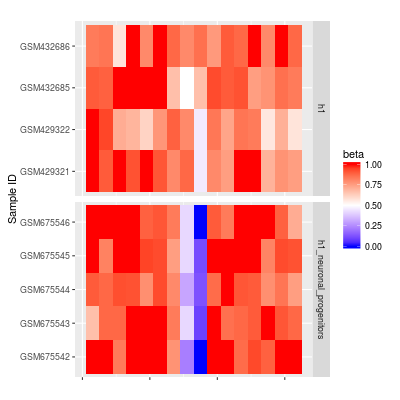 Sample ID
GSM432686
GSM432685
GSM429322
GSM429321
h1
GSM675546
GSM675545
GSM675544
GSM675543
GSM675542
h1_neuronal_progenitors
beta
1.00
0.75
0.50
0.25
0.00